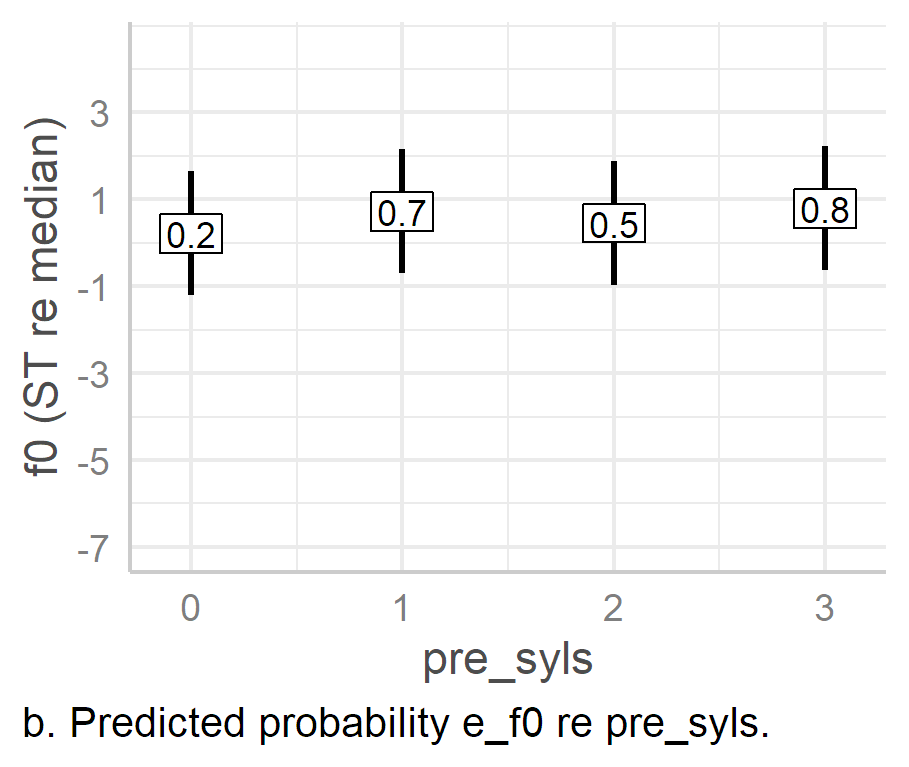 f0 (ST re median)
3
1
-1
-3
-5
-7
0.2
0.7
0.5
0.8
0 1 2 3
pre_syls
b. Predicted probability e_f0 re pre_syls.